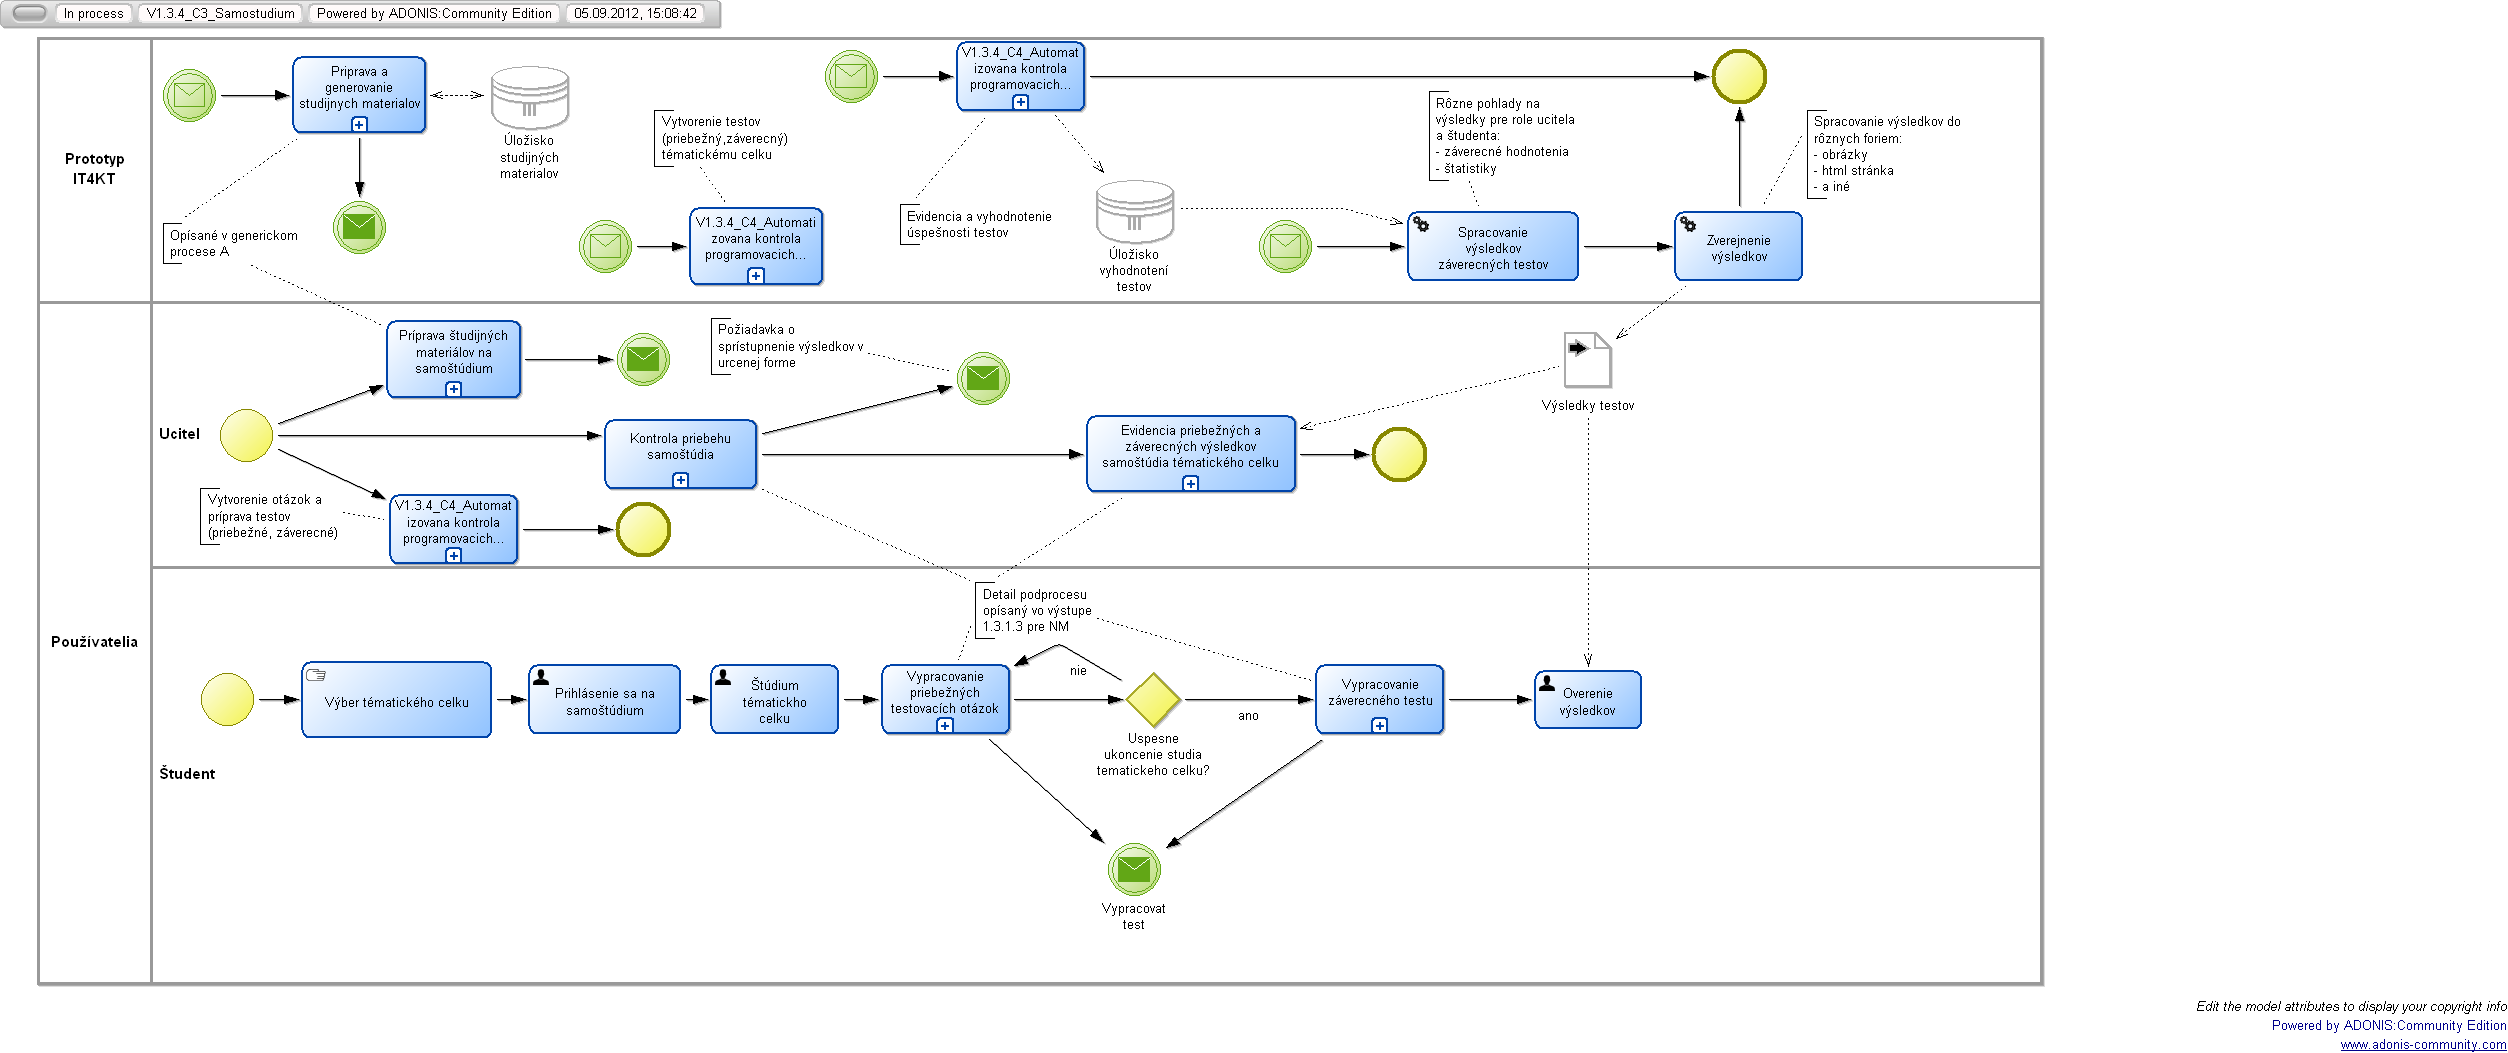 In process
V1.3.4_C3_Samostudium
Powered by ADONIS:Community Edition
05.09.2012, 15:08:42
Prototyp
IT4KT
Priprava a
generovanie
studijnych materialov
Úložisko
studijných
materialov
Opísané v generickom
procese A
Vytvorenie testov
(priebežný,záverecný)
tématickému celku
V1.3.4_C4_Automati
zovana kontrola
programovacich...
V1.3.4_C4_Automat
izovana kontrola
programovacich...
Evidencia a vyhodnotenie
úspešnosti testov
Úložisko
vyhodnotení
testov
Rôzne pohlady na
výsledky pre role ucitela
a študenta:
- záverecné hodnotenia
- štatistiky
Spracovanie
výsledkov
záverecných testov
Zverejnenie
výsledkov
Spracovanie výsledkov do
rôznych foriem:
- obrázky
- html stránka
- a iné
Používatelia
Ucitel
Príprava študijných
materiálov na
samoštúdium
Požiadavka o
sprístupnenie výsledkov v
urcenej forme
Kontrola priebehu
samoštúdia
Vytvorenie otázok a
príprava testov
(priebežné, záverecné)
V1.3.4_C4_Automat
izovana kontrola
programovacich...
Evidencia priebežných a
záverecných výsledkov
samoštúdia tématického celku
Výsledky testov
Študent
Výber tématického celku
Prihlásenie sa na
samoštúdium
Štúdium
tématickho
celku
Vypracovanie
priebežných
testovacích otázok
Detail podprocesu
opísaný vo výstupe
1.3.1.3 pre NM
nie
Uspesne
ukoncenie studia
tematickeho celku?
ano
Vypracovanie
záverecného testu
Overenie
výsledkov
Vypracovat
test
Edit the model attributes to display your copyright info
Powered by ADONIS:Community Edition
www.adonis-community.com